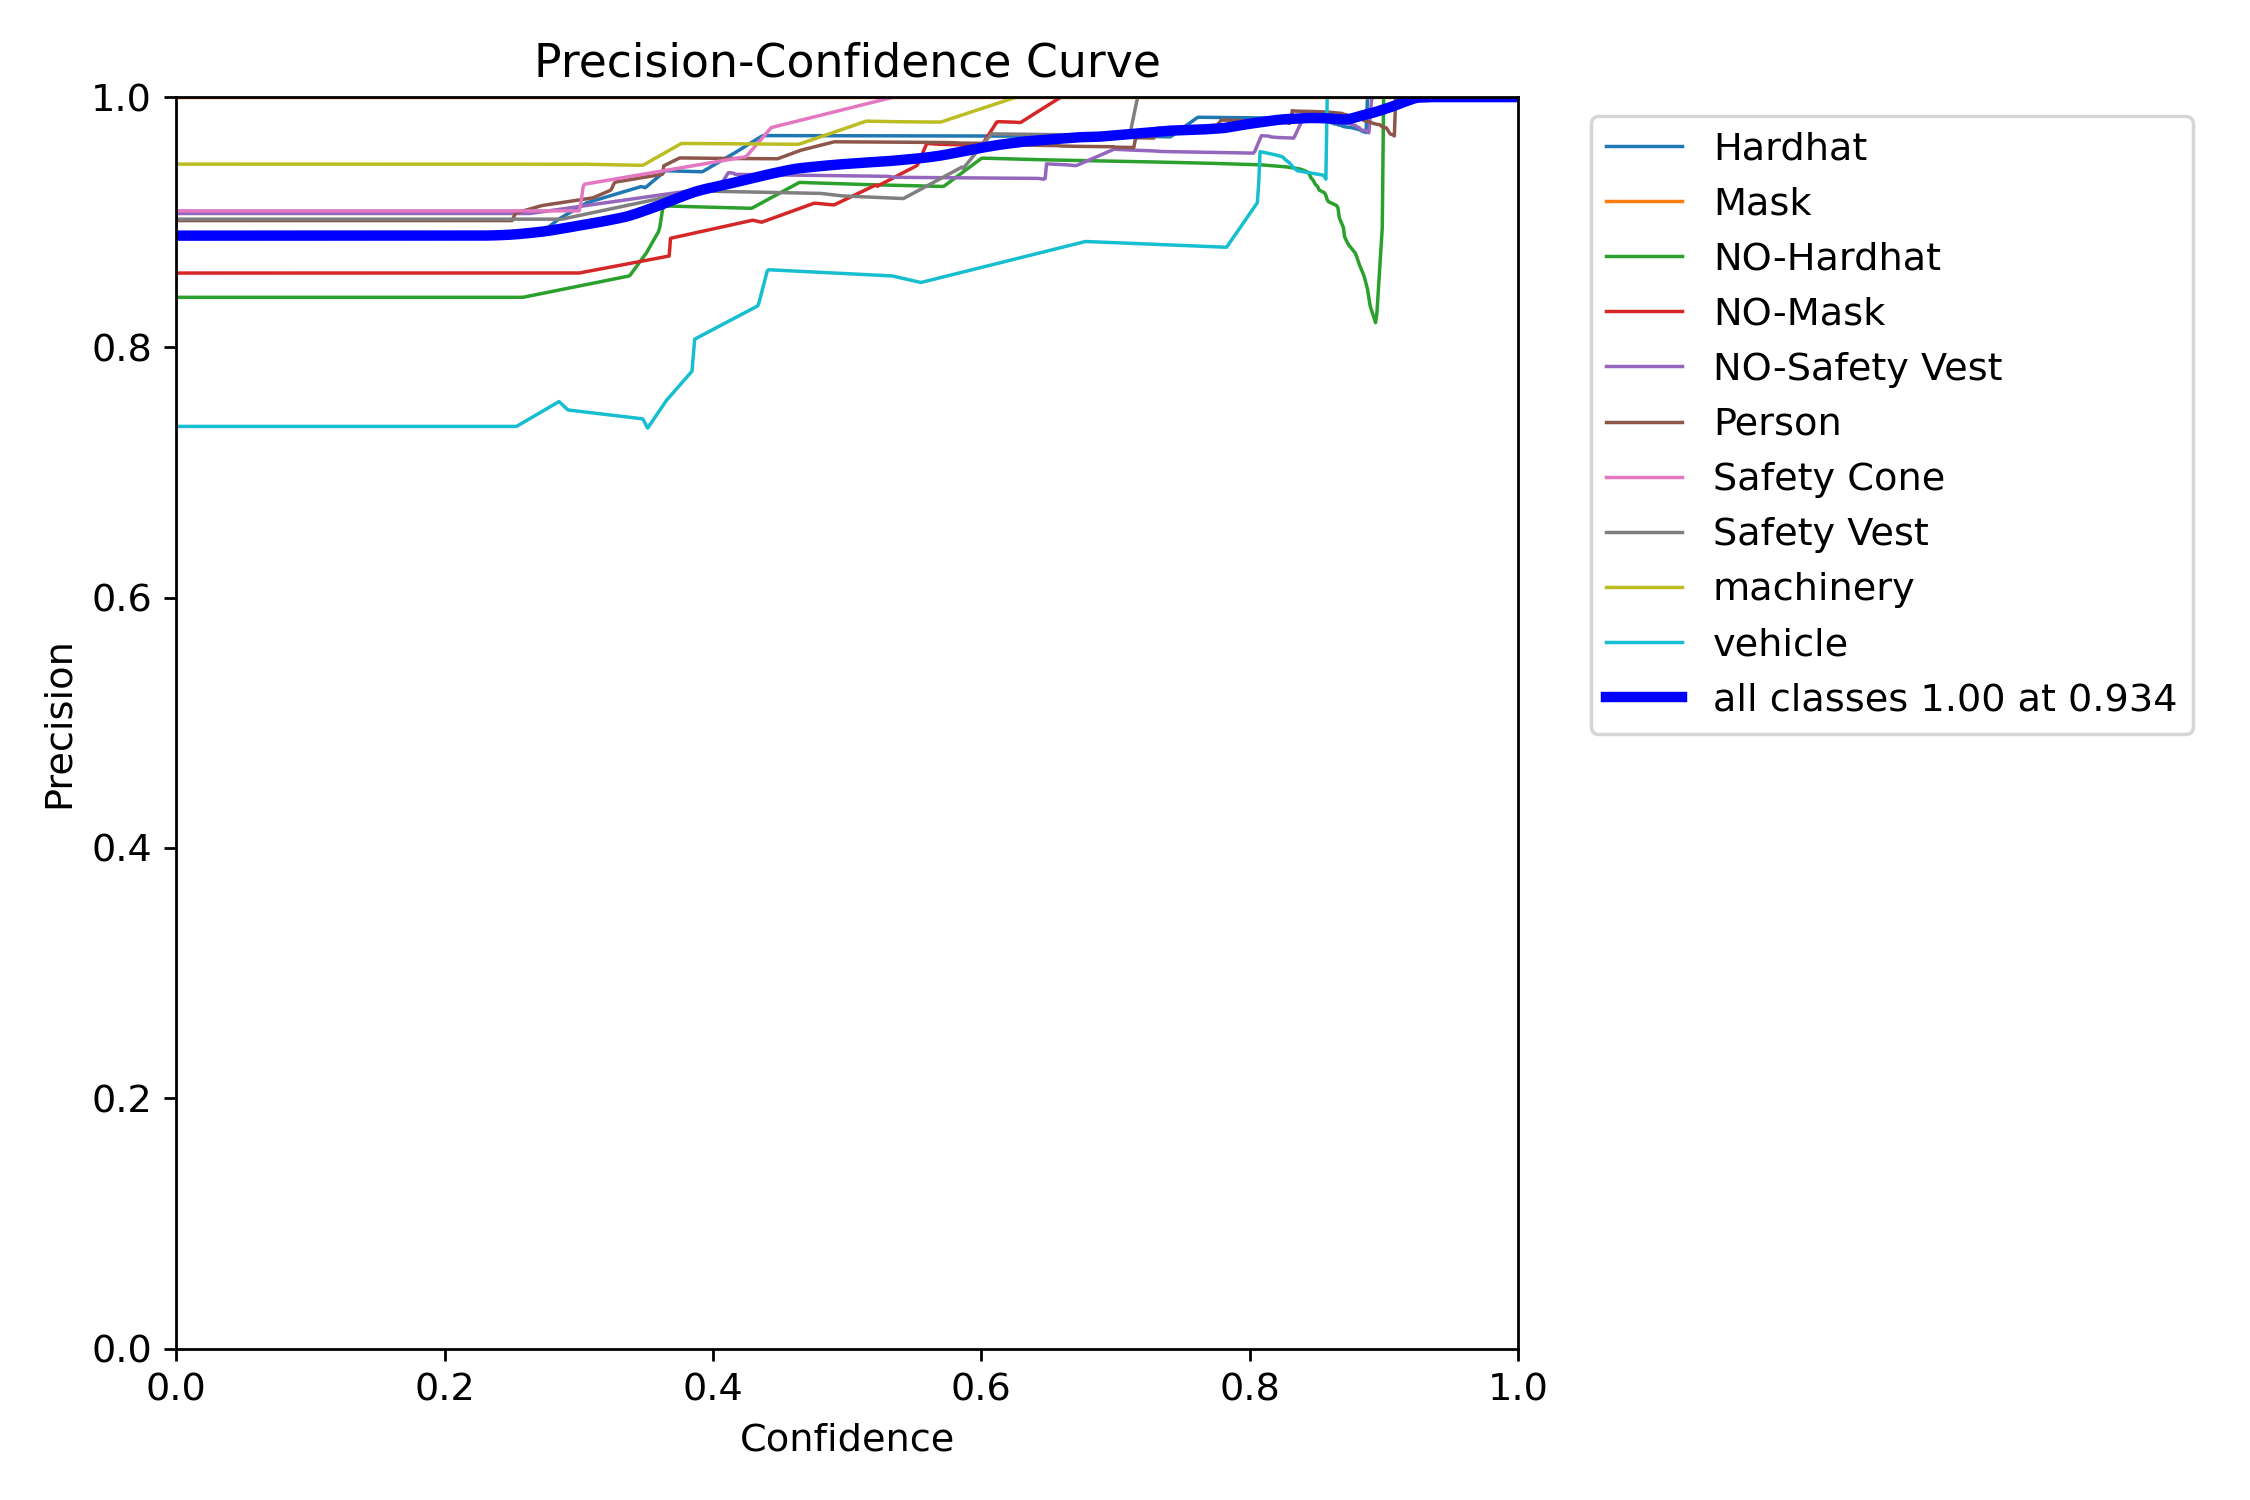 Precision-Confidence Curve
Precision
1.0
0.8
0.6
0.4
0.2
0.0
0.0 0.2 0.4 0.6 0.8 1.0
Confidence
Hardhat
Mask
NO-Hardhat
NO-Mask
NO-Safety Vest
Person
Safety Cone
Safety Vest
machinery
vehicle
all classes 1.00 at 0.934